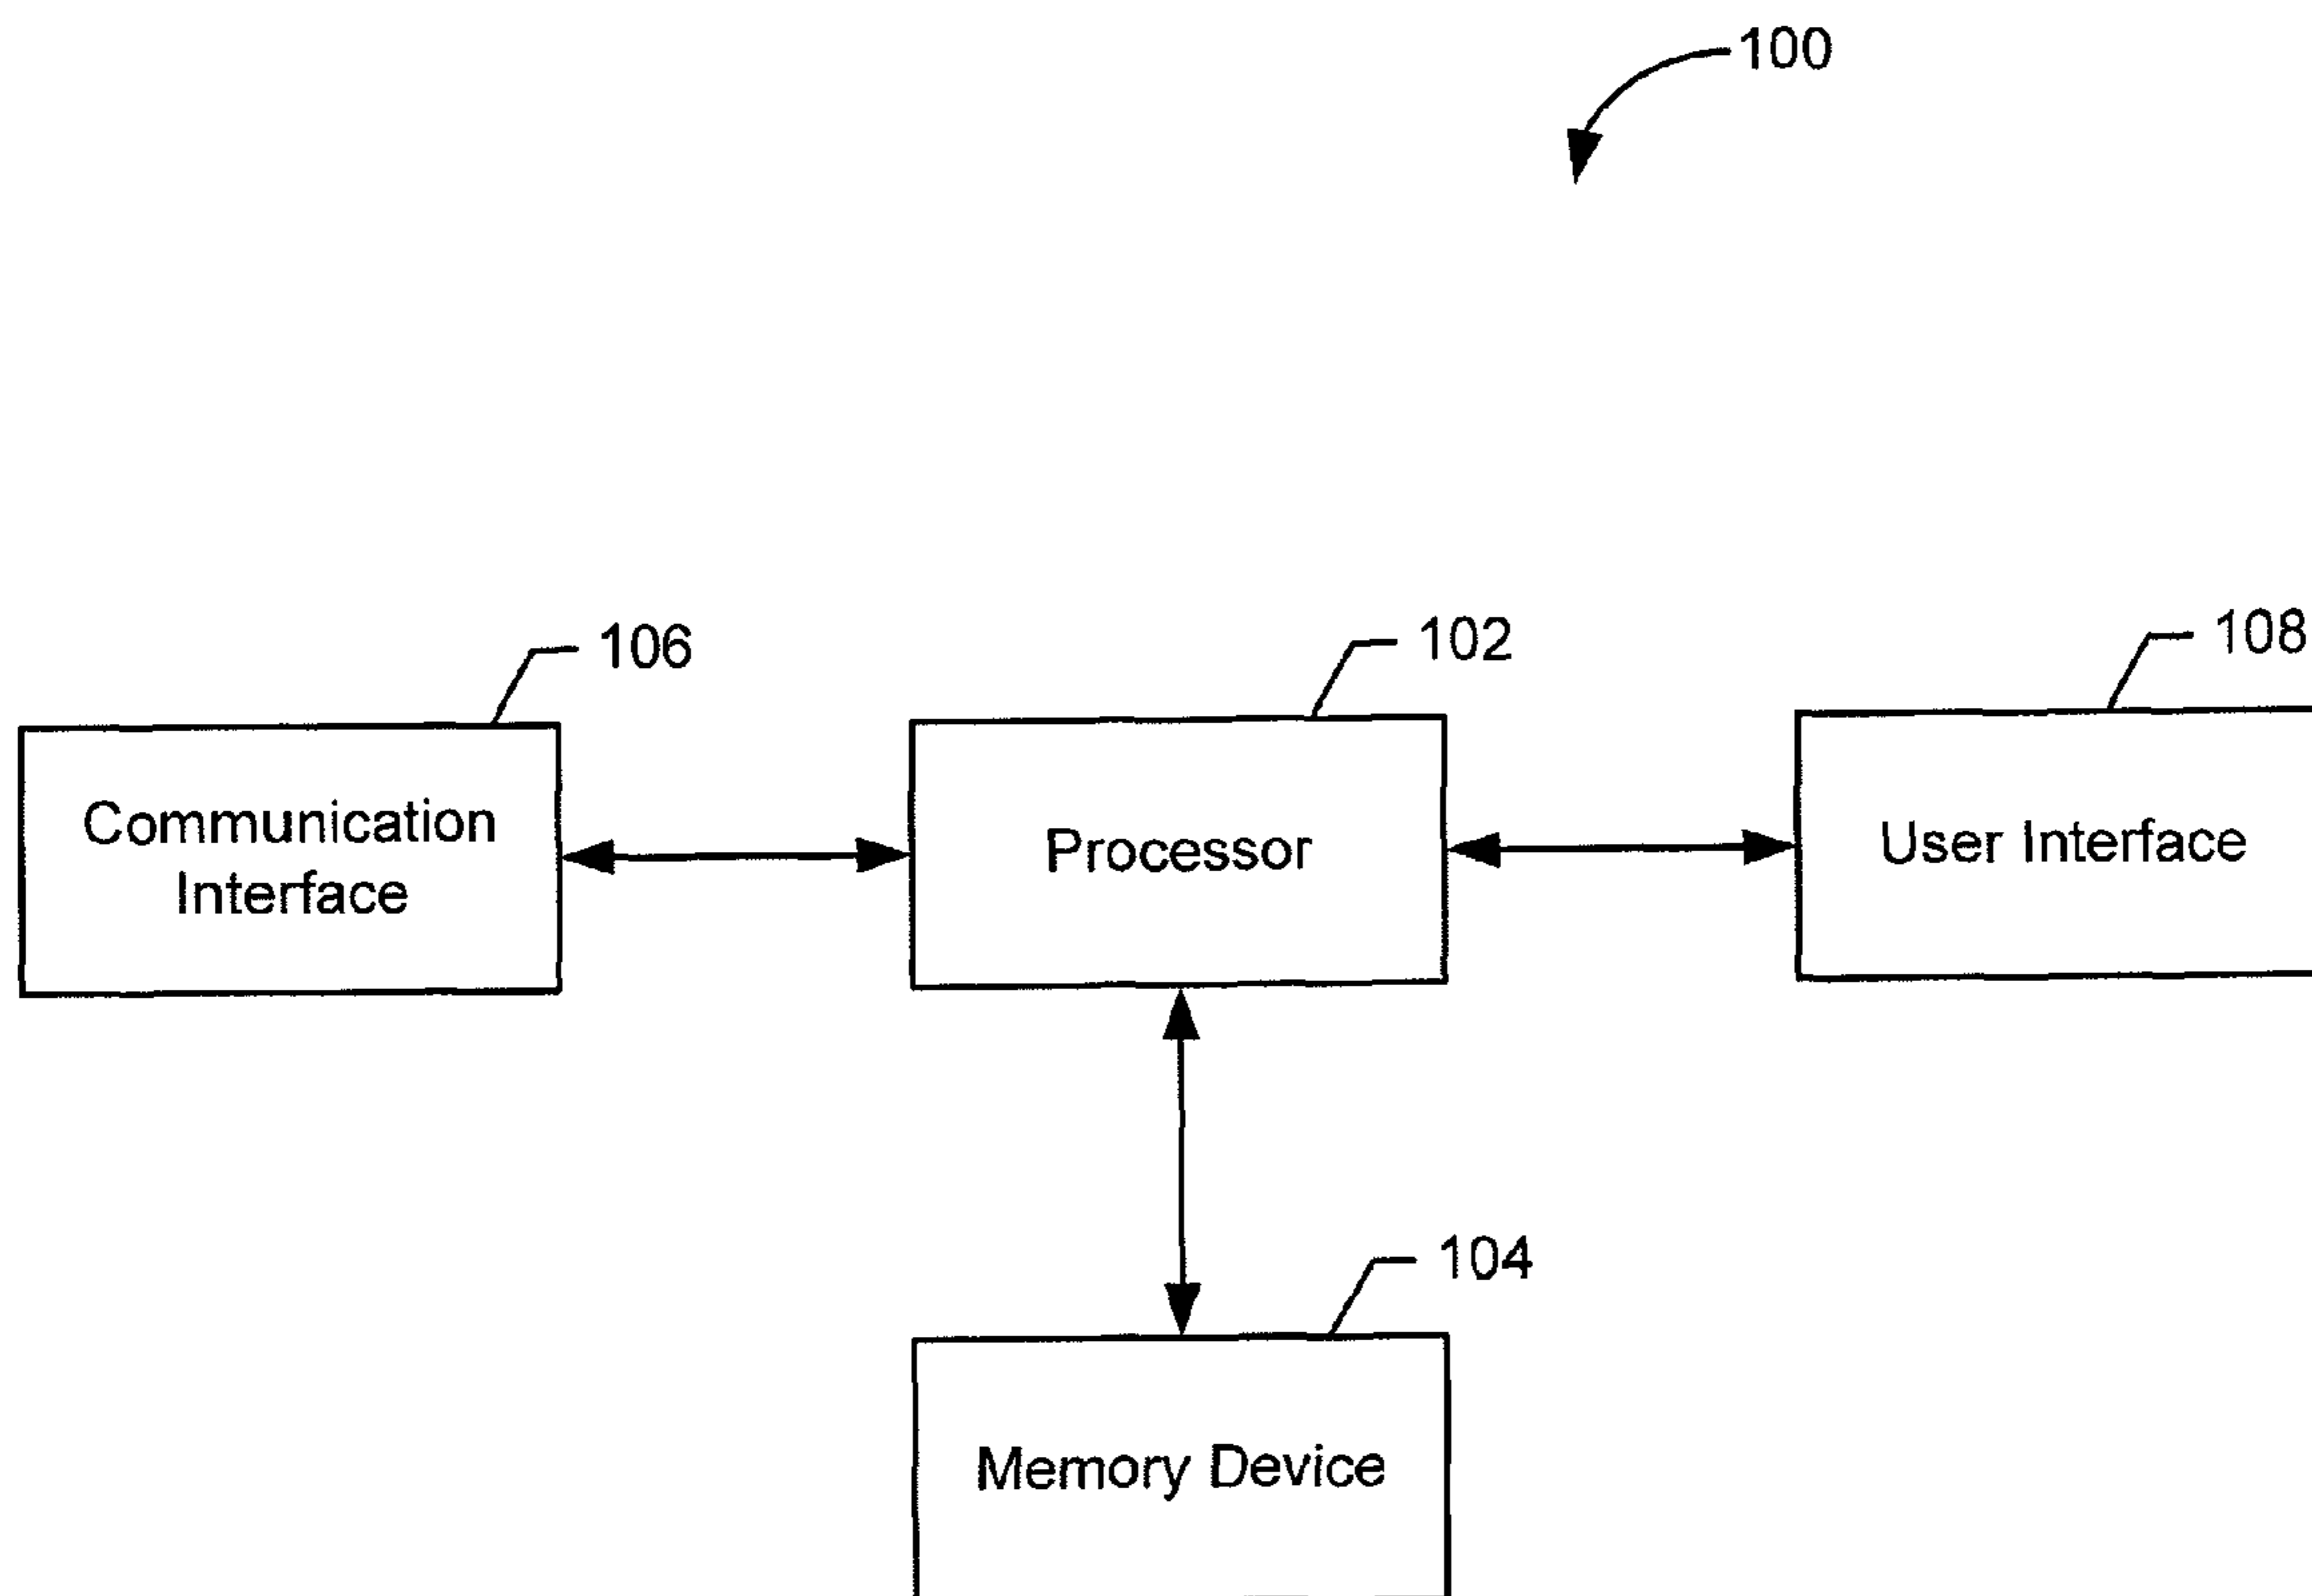 100
106
102
108
Communication
Interface
Processor
User Interface
104
Memory Device